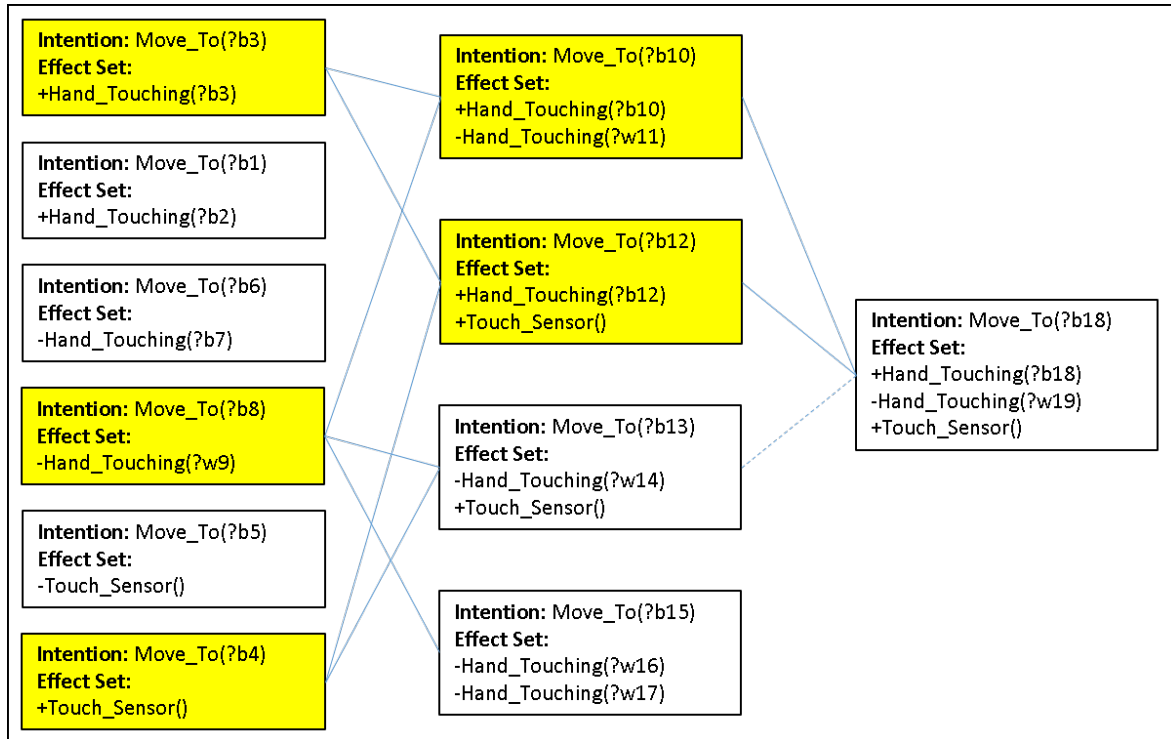 Intention: Move_To(?b3)
Effect Set:
+Hand_Touching(?b3)
Intention: Move_To(?b1)
Effect Set:
+Hand_Touching(?b2)
Intention: Move_To(?b6)
Effect Set:
-Hand_Touching(?b7)
Intention: Move_To(?b8)
Effect Set:
-Hand_Touching(?w9)
Intention: Move_To(?b5)
Effect Set:
-Touch_Sensor()
Intention: Move_To(?b4)
Effect Set:
+Touch_Sensor()
Intention: Move_To(?b10)
Effect Set:
+Hand_Touching(?b10)
-Hand_Touching(?w11)
Intention: Move_To(?b12)
Effect Set:
+Hand_Touching(?b12)
+Touch_Sensor()
Intention: Move_To(?b13)
Effect Set:
-Hand_Touching(?w14)
+Touch_Sensor()
Intention: Move_To(?b15)
Effect Set:
-Hand_Touching(?w16)
-Hand_Touching(?w17)
Intention: Move_To(?b18)
Effect Set:
+Hand_Touching(?b18)
-Hand_Touching(?w19)
+Touch_Sensor()